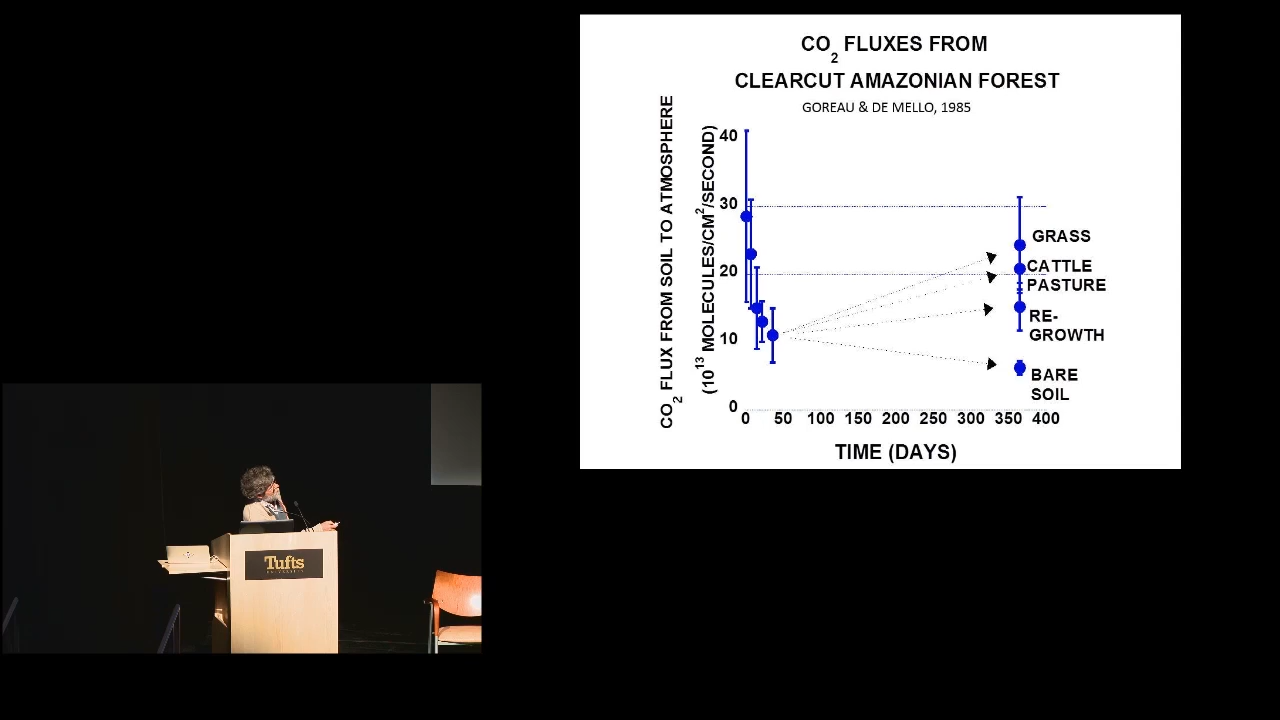 CO2 FLUXES FROM
CLEARCUT AMAZONIAN FOREST
GOREAU & DE MELLO, 1985
CO2 FLUX FROM SOIL TO ATMOSPHERE
(10^13 MOLECULES/CM^2/SECOND)
40
30
20
10
0
GRASS
CATTLE
PASTURE
RE-
GROWTH
BARE
SOIL
0 50 100 150 200 250 300 350 400
TIME (DAYS)
Tufts
UNIVERSITY